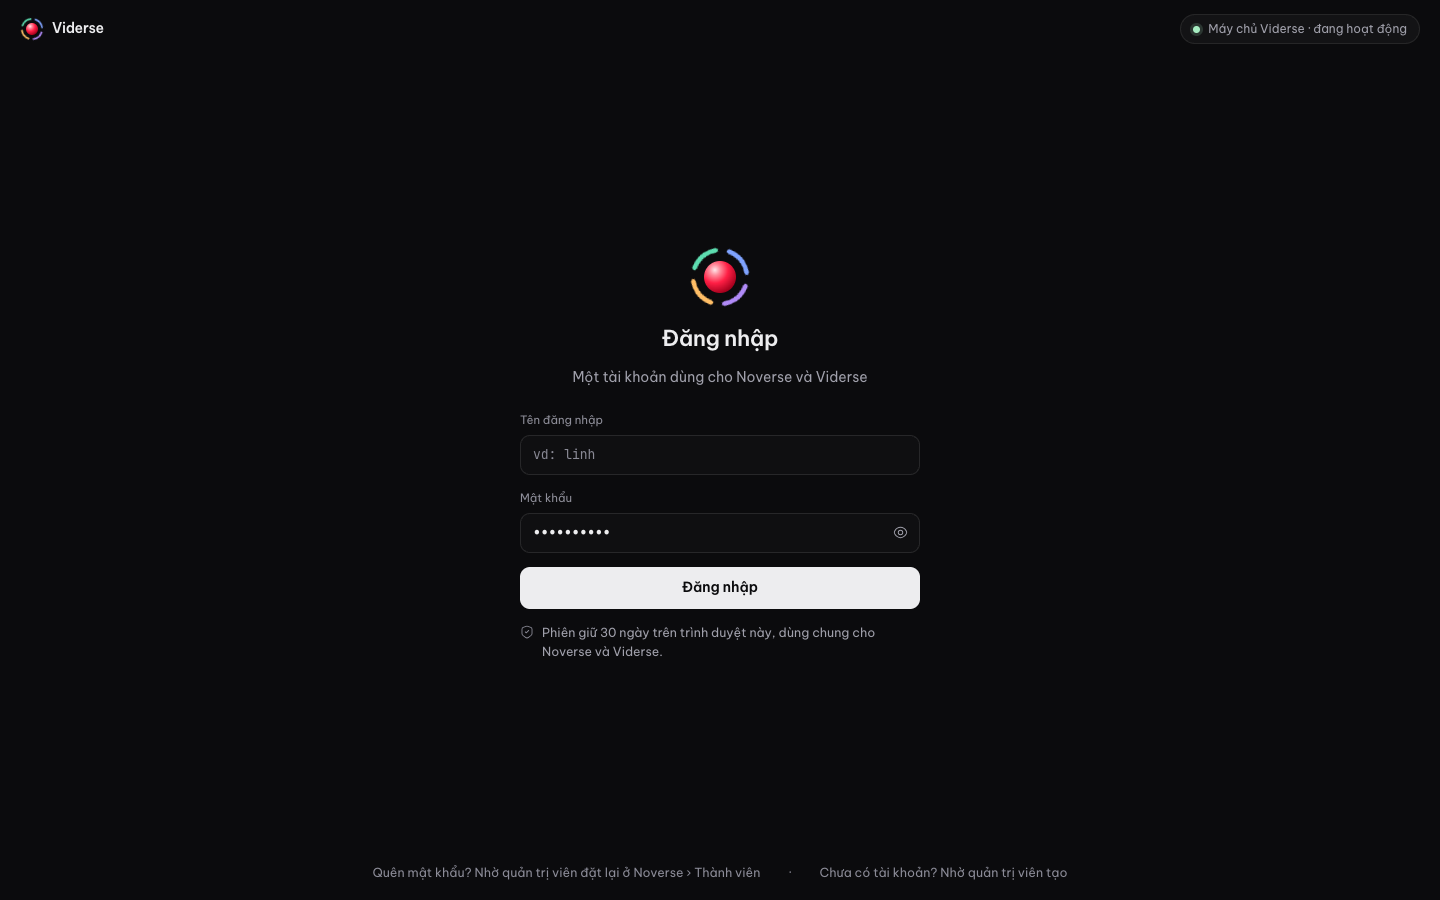 Viderse
Máy chủ Viderse · đang hoạt động
Đăng nhập
Một tài khoản dùng cho Noverse và Viderse
Tên đăng nhập
vd: linh
Mật khẩu
••••••••••
Đăng nhập
Phiên giữ 30 ngày trên trình duyệt này, dùng chung cho
Noverse và Viderse.
Quên mật khẩu? Nhờ quản trị viên đặt lại ở Noverse › Thành viên · Chưa có tài khoản? Nhờ quản trị viên tạo